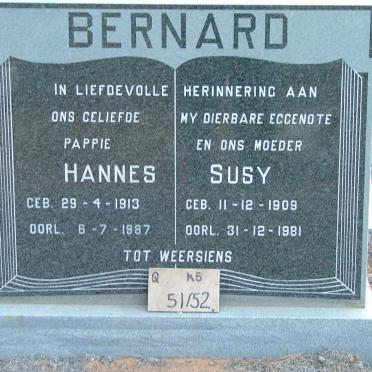 BERNARD
IN LIEFDEVOLLE HERINNERING AAN
ONS GELIEFDE
PAPPIE
HANNES
GEB. 29-4-1913
OORL. 6-7-1987
MY DIERBARE EGGENOTE
EN ONS MOEDER
SUSY
GEB. 11-12-1909
OORL. 31-12-1981
TOT WEERSIENS
Q K5
51/52